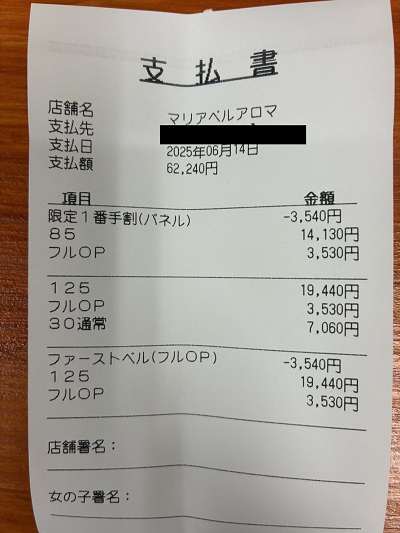 支払書
店舗名 マリアベルアロマ
支払先
支払日 2025年06月14日
支払額 62,240円
項目 金額
限定1番手割(パネル) -3,540円
85 14,130円
フルOP 3,530円
125 19,440円
フルOP 3,530円
30通常 7,060円
ファーストベル(フルOP) -3,540円
125 19,440円
フルOP 3,530円
店舗署名：
女の子署名：